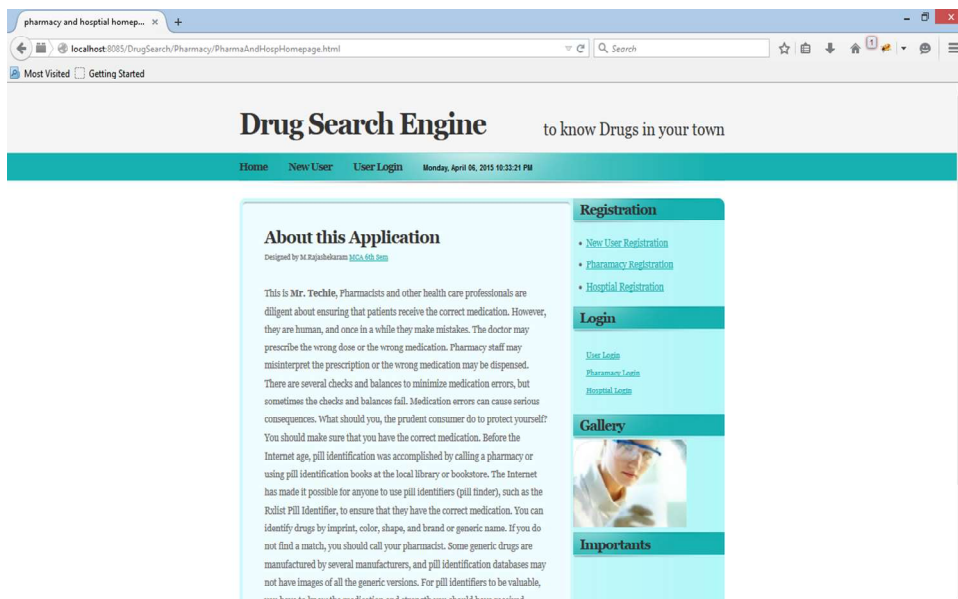 pharmacy and hosptial homep...
localhost:8085/DrugSearch/Pharmacy/PharmaAndHospHomepage.html
Search
1
Most Visited Getting Started
Drug Search Engine
to know Drugs in your town
Home New User User Login Monday, April 06, 2015 10:33:21 PM
About this Application
Designed by M.Rajashekaram MCA 6th Sem
This is Mr. Techie, Pharmacists and other health care professionals are
diligent about ensuring that patients receive the correct medication. However,
they are human, and once in a while they make mistakes. The doctor may
prescribe the wrong dose or the wrong medication. Pharmacy staff may
misinterpret the prescription or the wrong medication may be dispensed.
There are several checks and balances to minimize medication errors, but
sometimes the checks and balances fail. Medication errors can cause serious
consequences. What should you, the prudent consumer do to protect yourself?
You should make sure that you have the correct medication. Before the
Internet age, pill identification was accomplished by calling a pharmacy or
using pill identification books at the local library or bookstore. The Internet
has made it possible for anyone to use pill identifiers (pill finder), such as the
Rxlist Pill Identifier, to ensure that they have the correct medication. You can
identify drugs by imprint, color, shape, and brand or generic name. If you do
not find a match, you should call your pharmacist. Some generic drugs are
manufactured by several manufacturers, and pill identification databases may
not have images of all the generic versions. For pill identifiers to be valuable,
Registration
• New User Registration
• Pharamacy Registration
• Hosptial Registration
Login
User Login
Pharamacy Login
Hosptial Login
Gallery
Importants